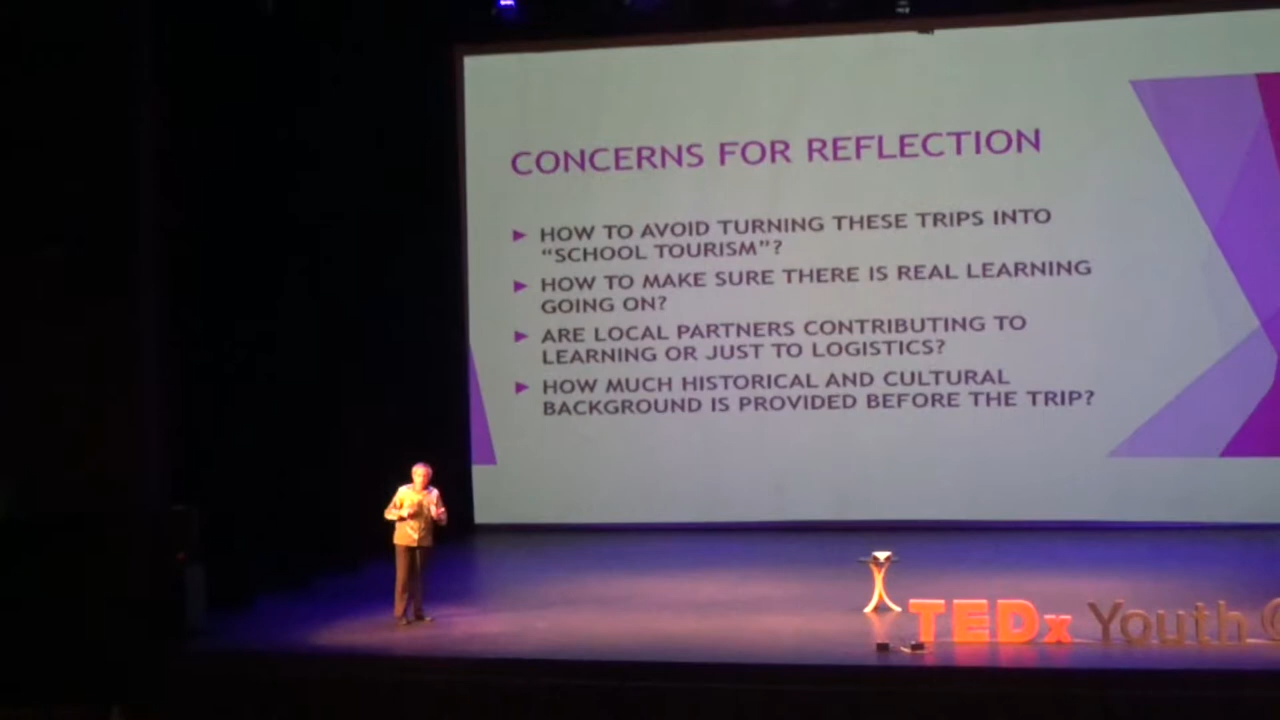 CONCERNS FOR REFLECTION
HOW TO AVOID TURNING THESE TRIPS INTO
“SCHOOL TOURISM”?
HOW TO MAKE SURE THERE IS REAL LEARNING
GOING ON?
ARE LOCAL PARTNERS CONTRIBUTING TO
LEARNING OR JUST TO LOGISTICS?
HOW MUCH HISTORICAL AND CULTURAL
BACKGROUND IS PROVIDED BEFORE THE TRIP?
TEDx Youth